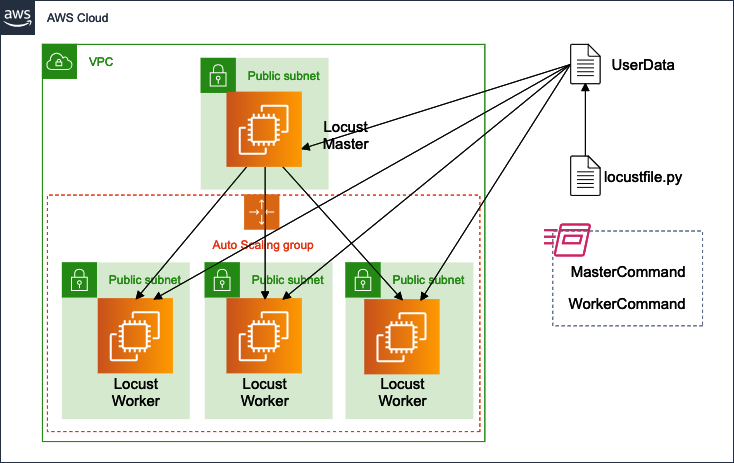 aws
AWS Cloud
VPC
Public subnet
UserData
Locust
Master
locustfile.py
Auto Scaling group
MasterCommand
WorkerCommand
Public subnet
Public subnet
Public subnet
Locust
Worker
Locust
Worker
Locust
Worker